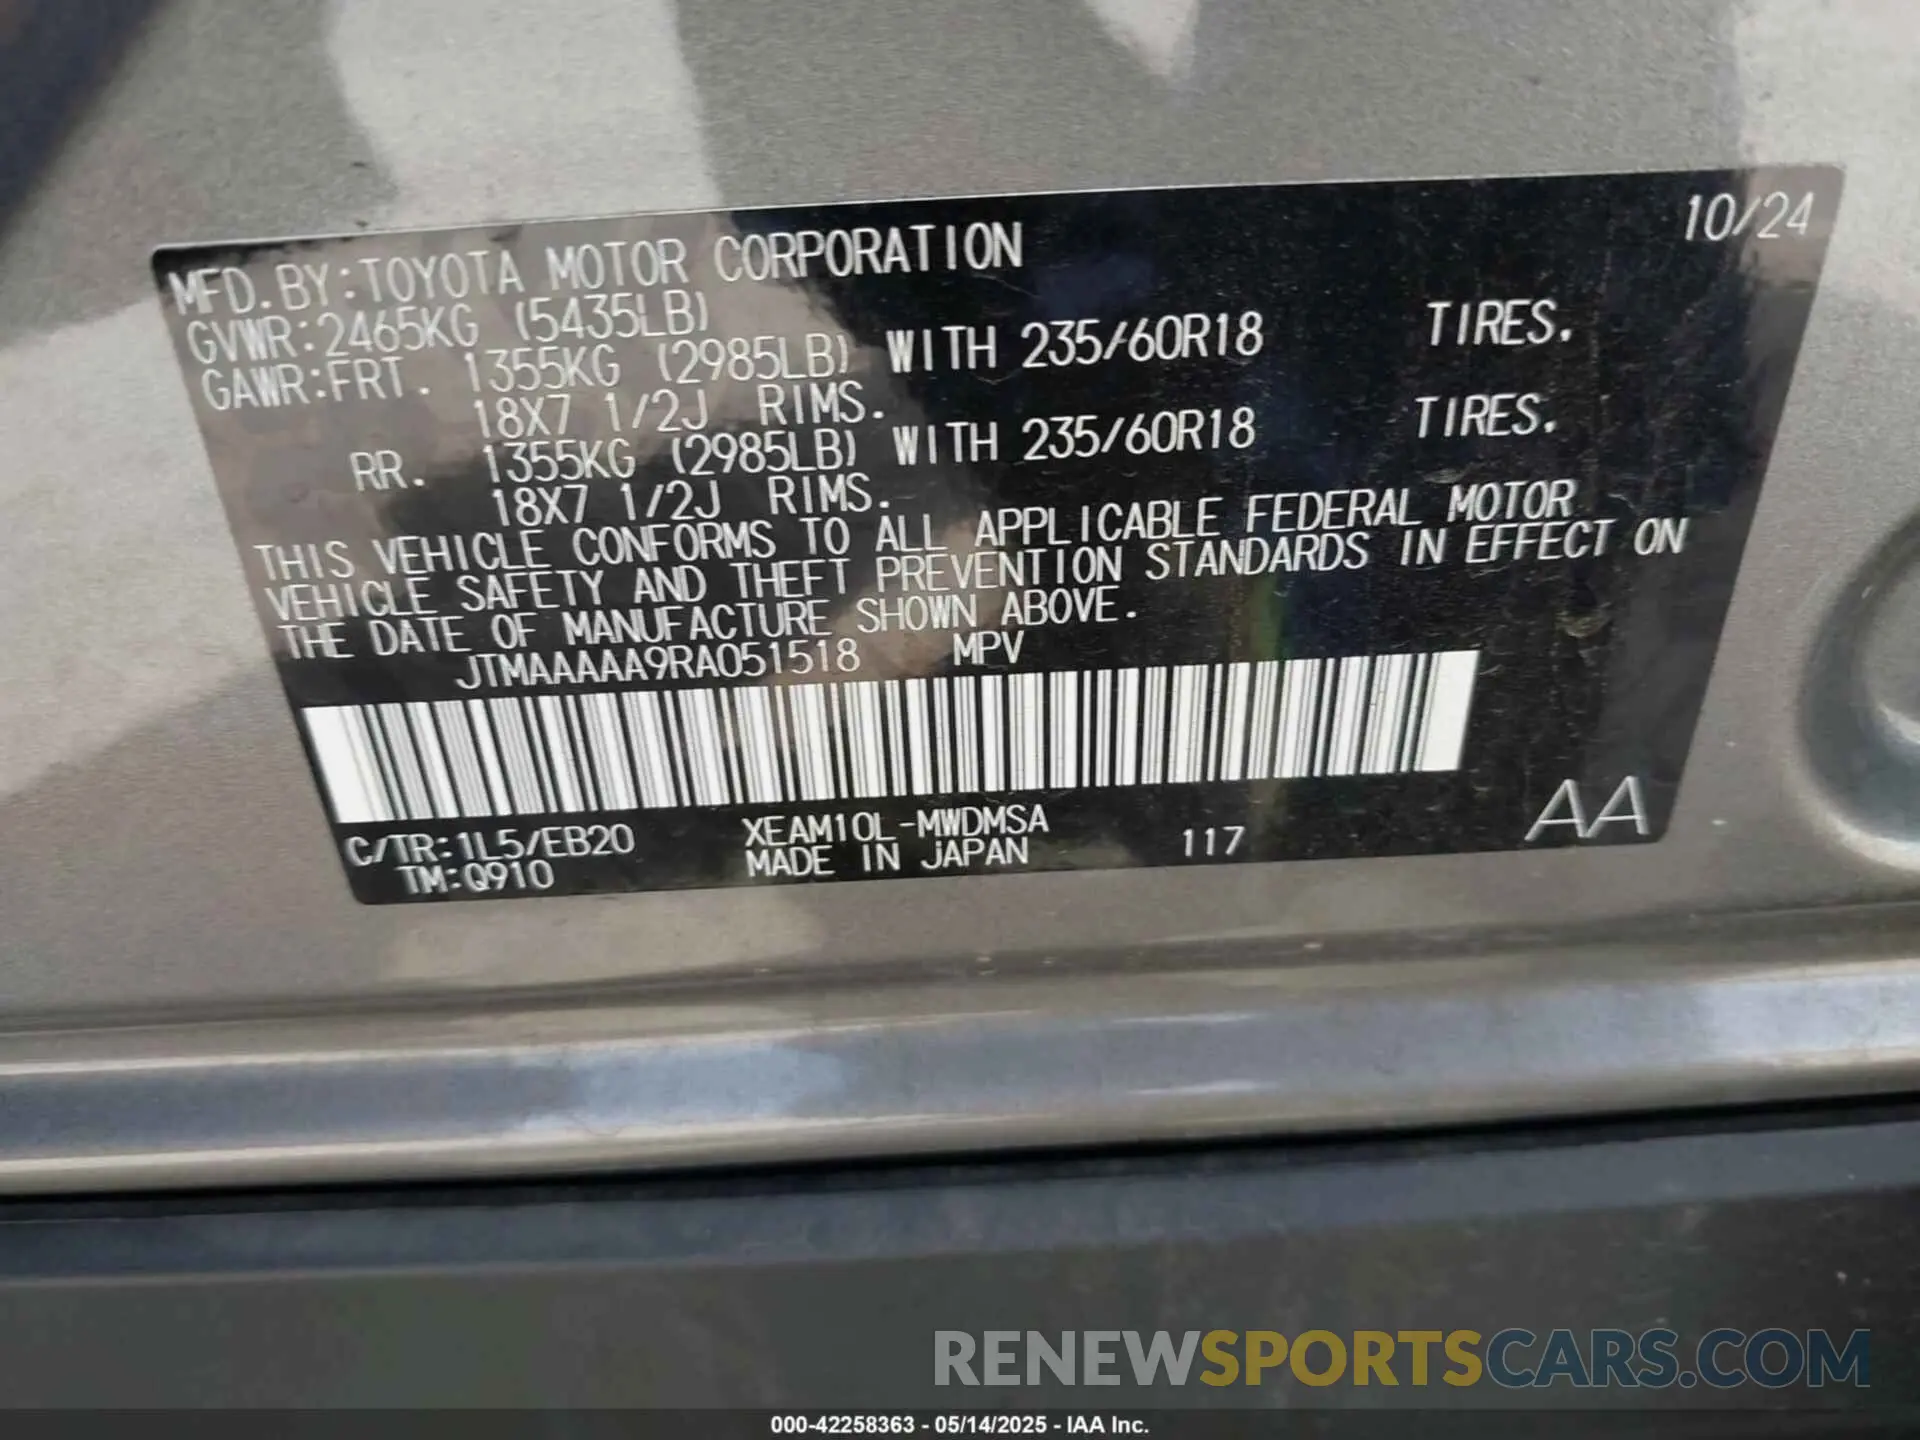 10/24
MFD.BY:TOYOTA MOTOR CORPORATION
GVWR:2465KG (5435LB)
GAWR:FRT. 1355KG (2985LB) WITH 235/60R18 TIRES.
18X7 1/2J RIMS.
RR. 1355KG (2985LB) WITH 235/60R18 TIRES.
18X7 1/2J RIMS.
THIS VEHICLE CONFORMS TO ALL APPLICABLE FEDERAL MOTOR
VEHICLE SAFETY AND THEFT PREVENTION STANDARDS IN EFFECT ON
THE DATE OF MANUFACTURE SHOWN ABOVE.
JTMAAAAA9RA051518 MPV
C/TR:1L5/EB20 XEAM10L-MWDMSA 117 AA
TM:Q910 MADE IN JAPAN
RENEWSPORTSCARS.COM
000-42258363 - 05/14/2025 - IAA Inc.